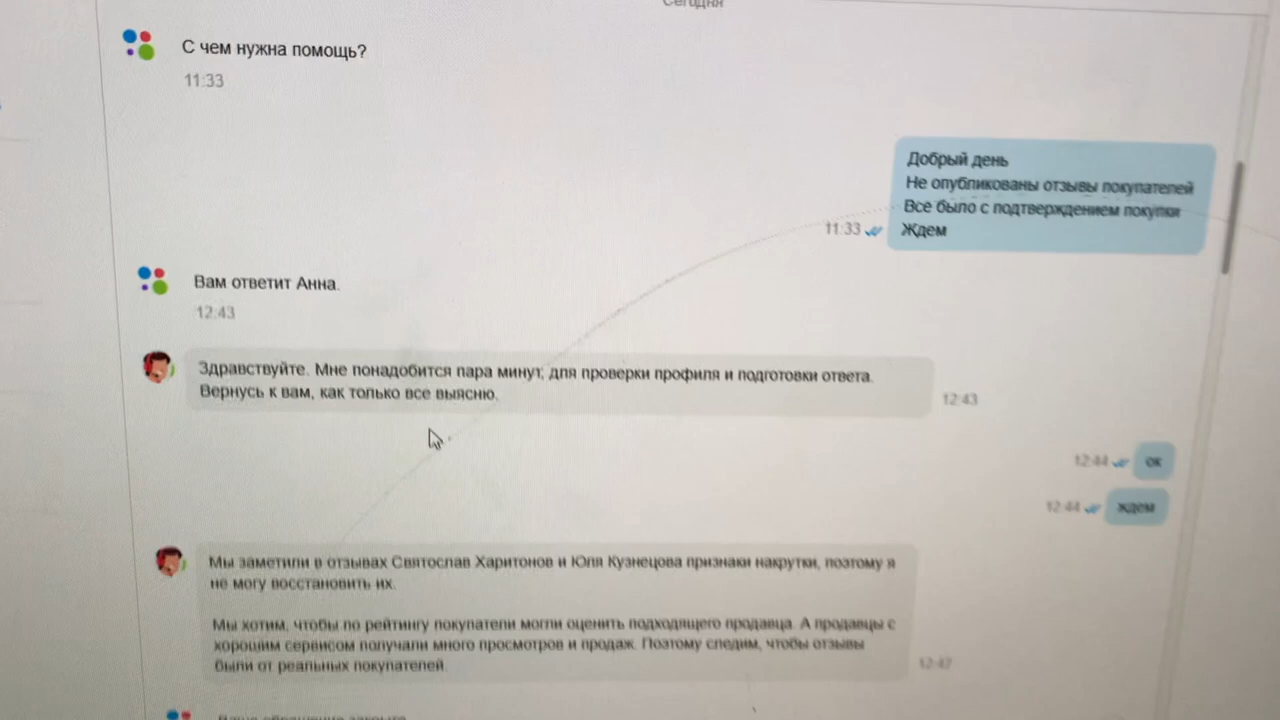 Сегодня
С чем нужна помощь?
11:33
Добрый день
Не опубликованы отзывы покупателей
Все было с подтверждением покупки
Ждем
11:33
Вам ответит Анна.
12:43
Здравствуйте. Мне понадобится пара минут, для проверки профиля и подготовки ответа.
Вернусь к вам, как только все выясню.
12:43
12:44
ок
12:44
ждем
Мы заметили в отзывах Святослав Харитонов и Юля Кузнецова признаки накрутки, поэтому я
не могу восстановить их.
Мы хотим, чтобы по рейтингу покупатели могли оценить подходящего продавца. А продавцы с
хорошим сервисом получали много просмотров и продаж. Поэтому следим, чтобы отзывы
были от реальных покупателей.
12:47